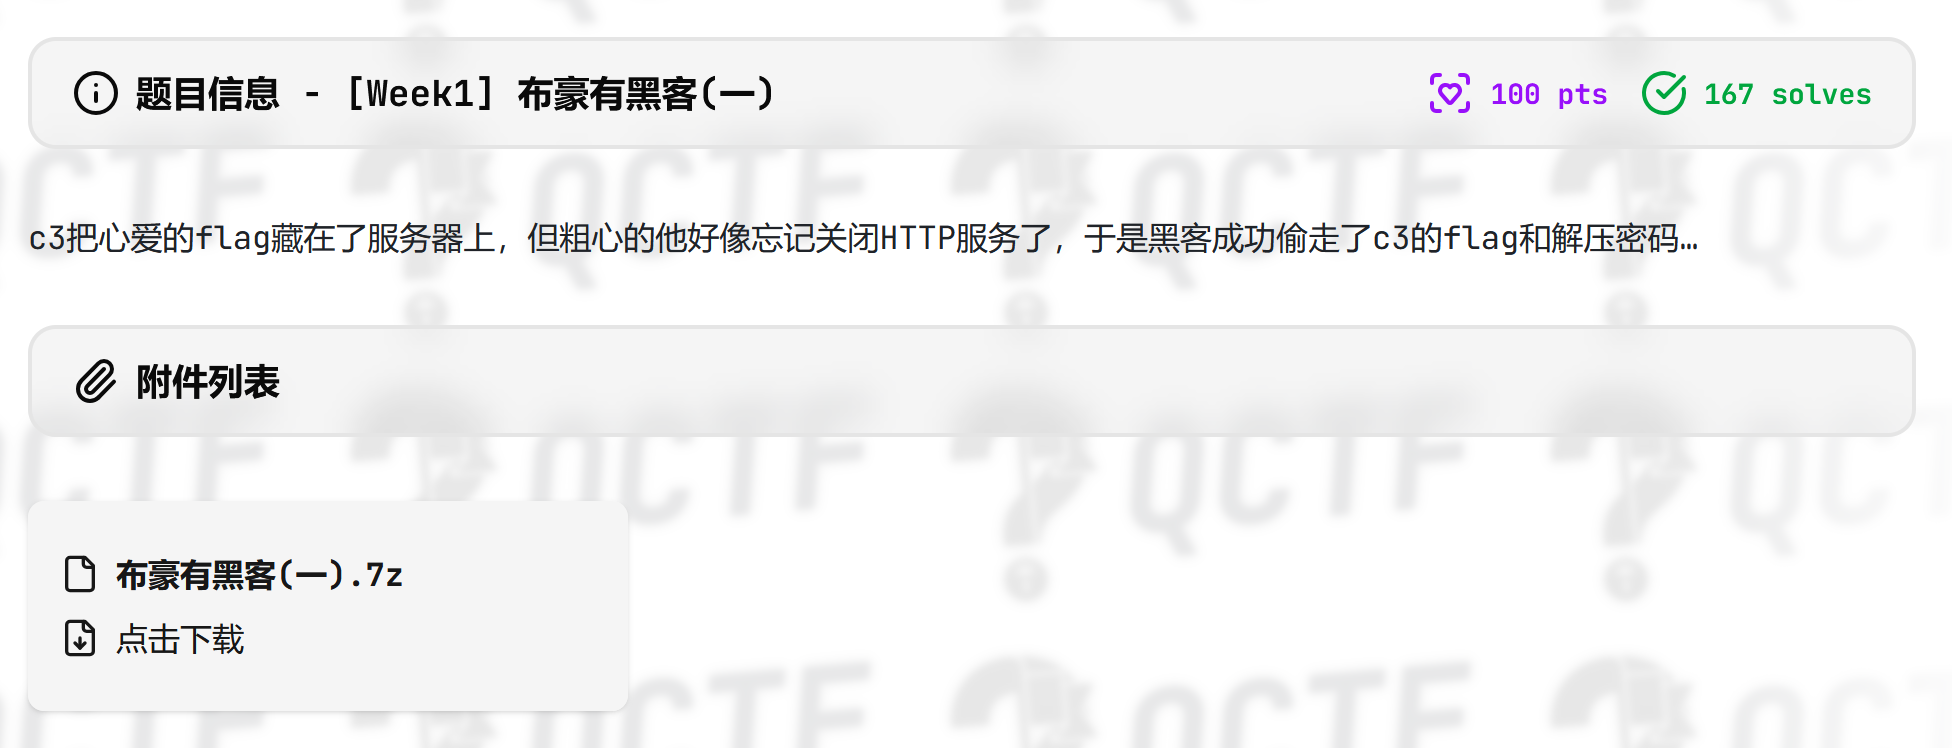 题目信息 - [Week1] 布豪有黑客(一)
100 pts
167 solves
c3把心爱的flag藏在了服务器上，但粗心的他好像忘记关闭HTTP服务了，于是黑客成功偷走了c3的flag和解压密码…
附件列表
布豪有黑客(一).7z
点击下载
QCTF